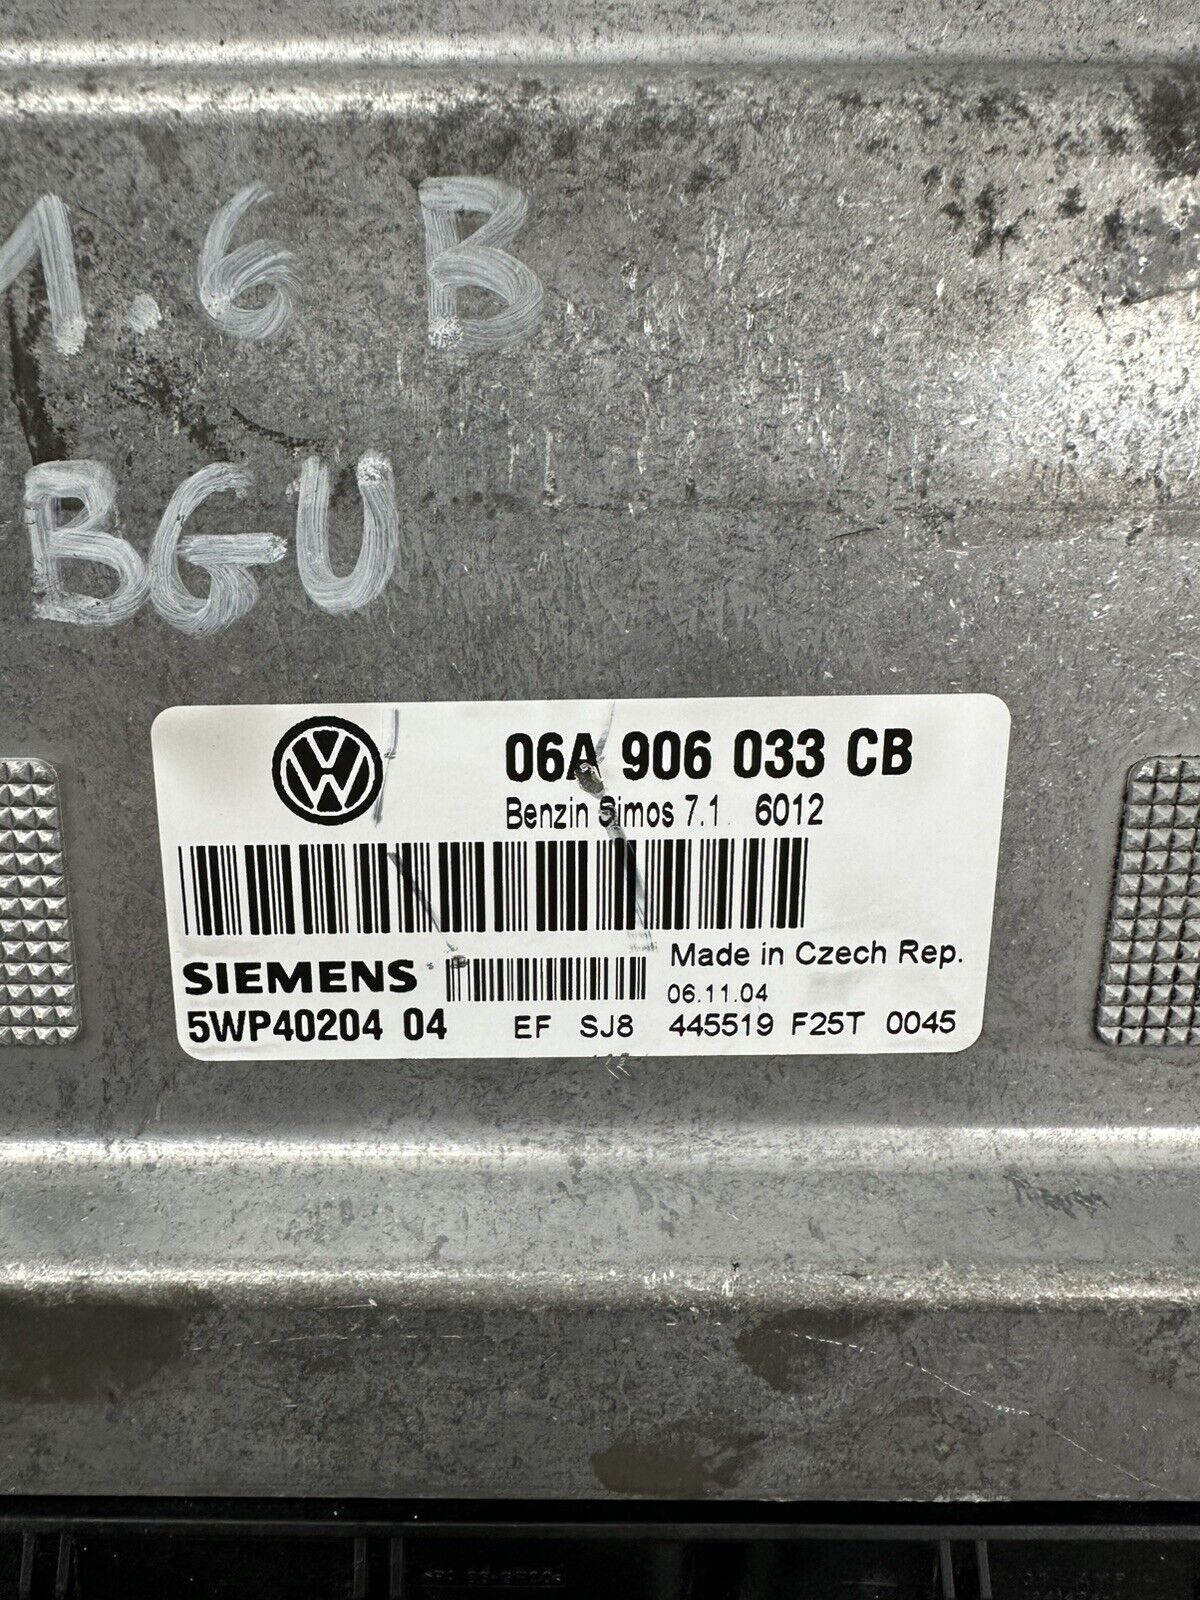 1.6 B
BGU
06A 906 033 CB
Benzin Simos 7.1 6012
SIEMENS
Made in Czech Rep.
06.11.04
5WP40204 04 EF SJ8 445519 F25T 0045